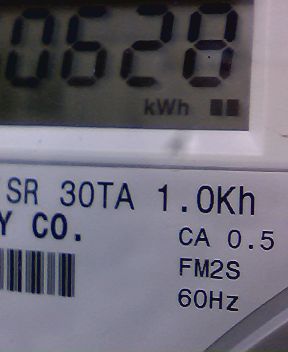 0628
kWh
SR 30TA 1.0Kh
Y CO.
CA 0.5
FM2S
60Hz